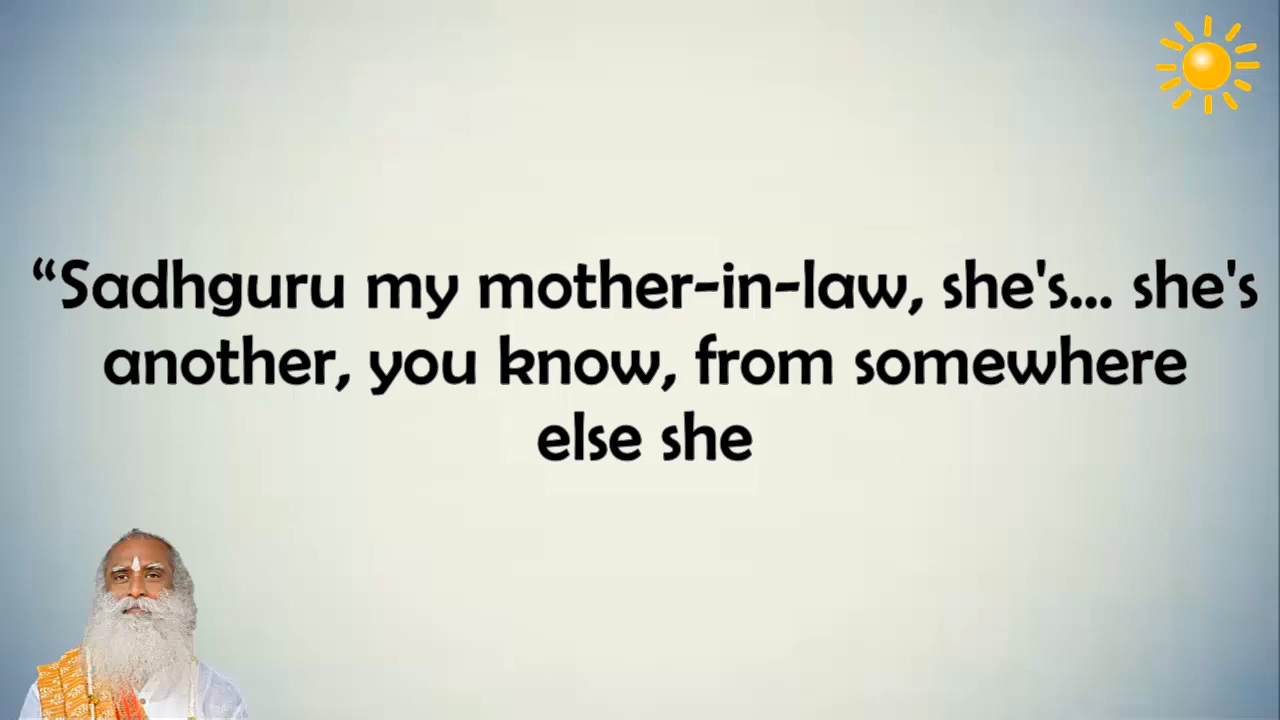 “Sadhguru my mother-in-law, she's... she's
another, you know, from somewhere
else she